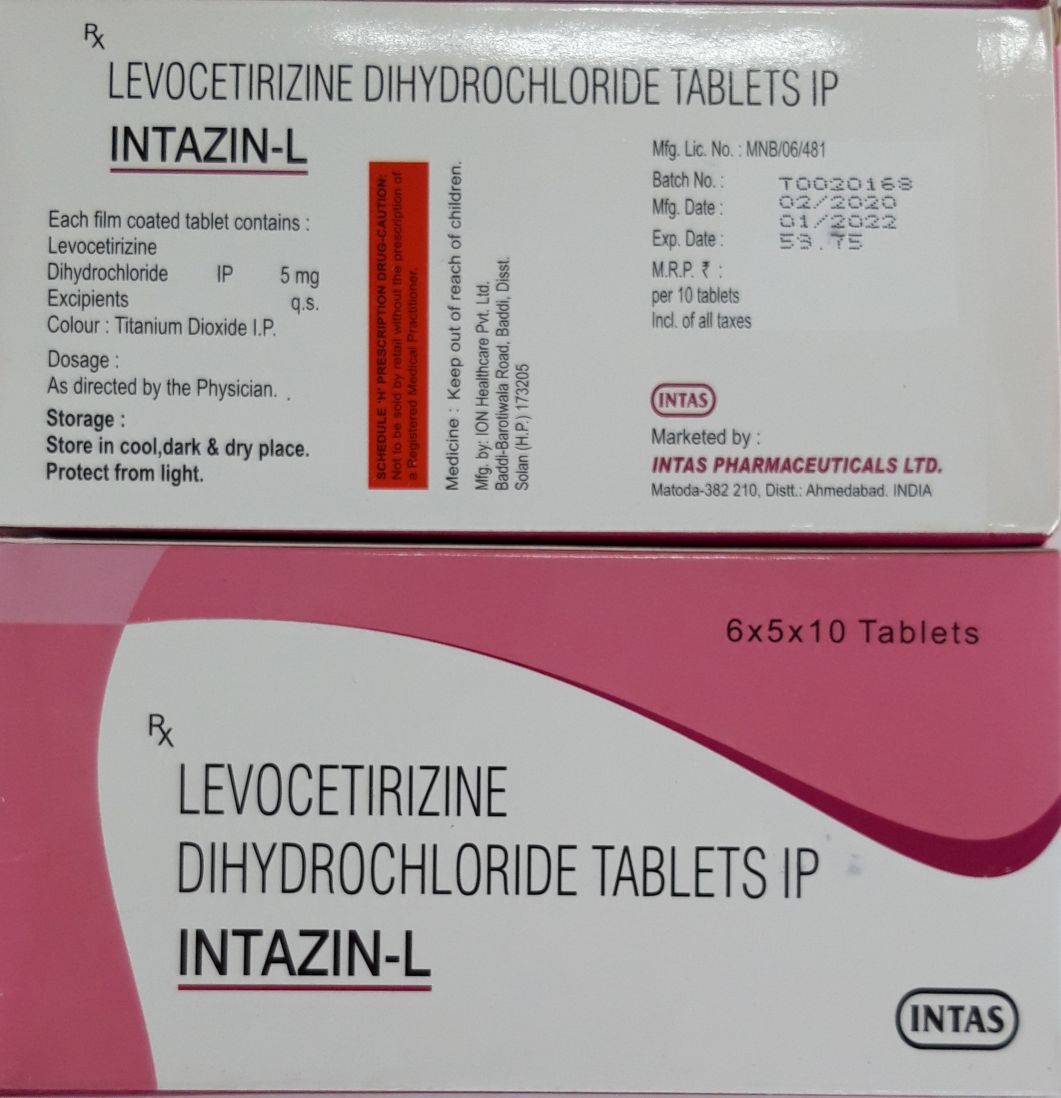 Rx
LEVOCETIRIZINE DIHYDROCHLORIDE TABLETS IP
INTAZIN-L
Each film coated tablet contains :
Levocetirizine
Dihydrochloride IP 5 mg
Excipients q.s.
Colour : Titanium Dioxide I.P.
Dosage :
As directed by the Physician.
Storage :
Store in cool,dark & dry place.
Protect from light.
SCHEDULE 'H' PRESCRIPTION DRUG-CAUTION:
Not to be sold by retail without the prescription of
a Registered Medical Practitioner.
Medicine : Keep out of reach of children.
Mfg. by: ION Healthcare Pvt. Ltd.
Baddi-Barotiwala Road, Baddi, Disst.
Solan (H.P.) 173205
Mfg. Lic. No. : MNB/06/481
Batch No. : T0020168
Mfg. Date : 02/2020
01/2022
Exp. Date : 59.75
M.R.P. ₹ :
per 10 tablets
Incl. of all taxes
INTAS
Marketed by :
INTAS PHARMACEUTICALS LTD.
Matoda-382 210, Distt.: Ahmedabad. INDIA
6x5x10 Tablets
Rx
LEVOCETIRIZINE
DIHYDROCHLORIDE TABLETS IP
INTAZIN-L
INTAS